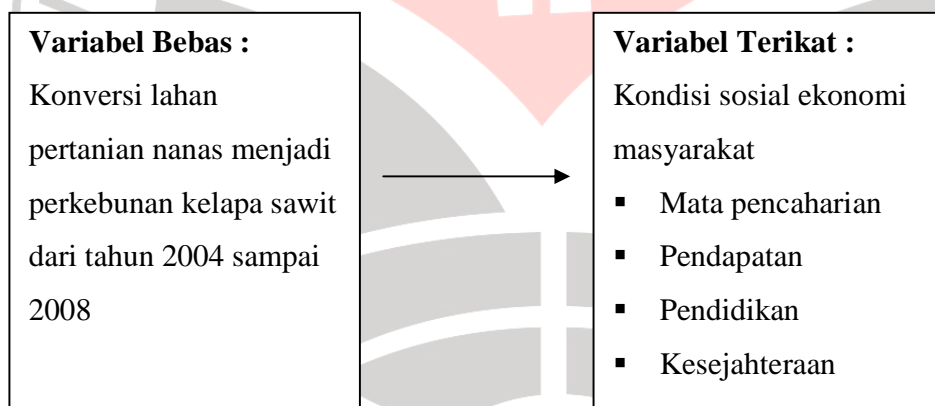 Variabel Bebas :
Konversi lahan
pertanian nanas menjadi
perkebunan kelapa sawit
dari tahun 2004 sampai
2008
Variabel Terikat :
Kondisi sosial ekonomi
masyarakat
▪ Mata pencaharian
▪ Pendapatan
▪ Pendidikan
▪ Kesejahteraan